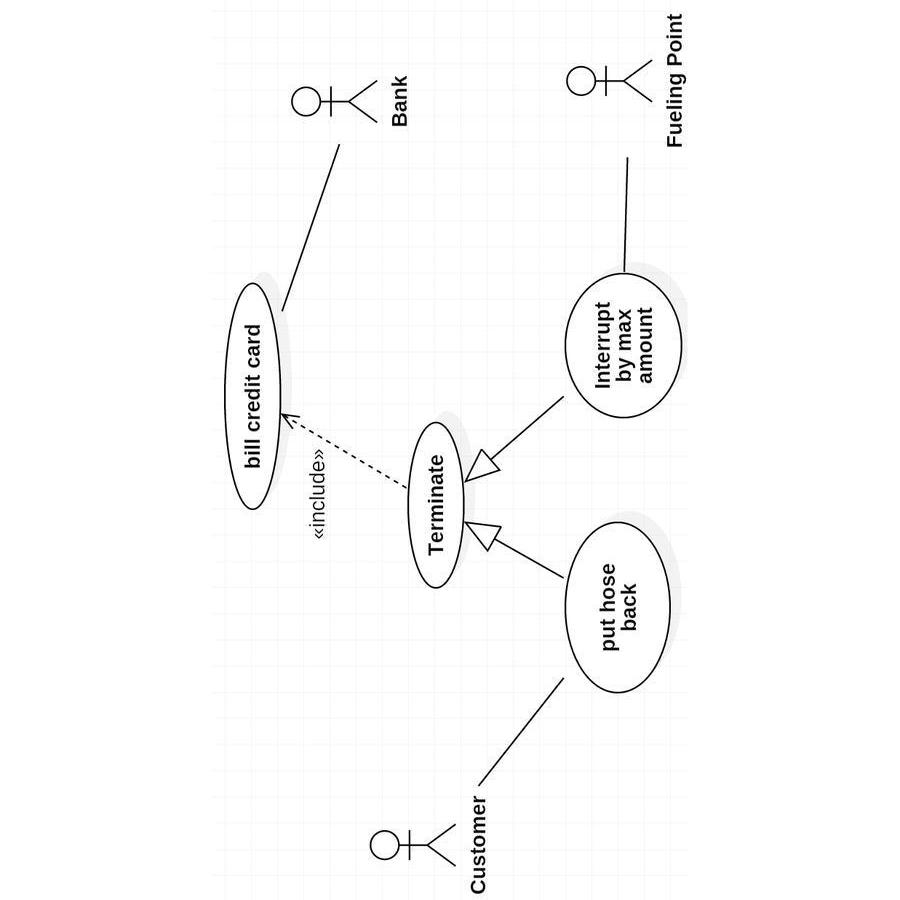 bill credit card
Bank
«include»
Customer
Terminate
put hose
back
Interrupt
by max
amount
Fueling Point